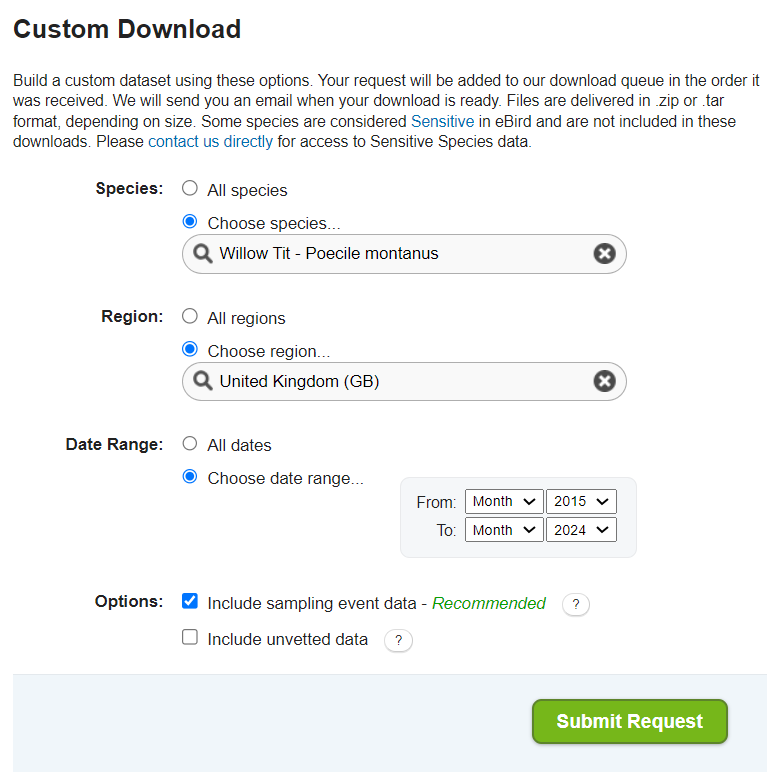 Custom Download
Build a custom dataset using these options. Your request will be added to our download queue in the order it
was received. We will send you an email when your download is ready. Files are delivered in .zip or .tar
format, depending on size. Some species are considered Sensitive in eBird and are not included in these
downloads. Please contact us directly for access to Sensitive Species data.
Species:
All species
Choose species...
Willow Tit - Poecile montanus
Region:
All regions
Choose region...
United Kingdom (GB)
Date Range:
All dates
Choose date range...
From: Month 2015
To: Month 2024
Options:
Include sampling event data - Recommended ?
Include unvetted data ?
Submit Request